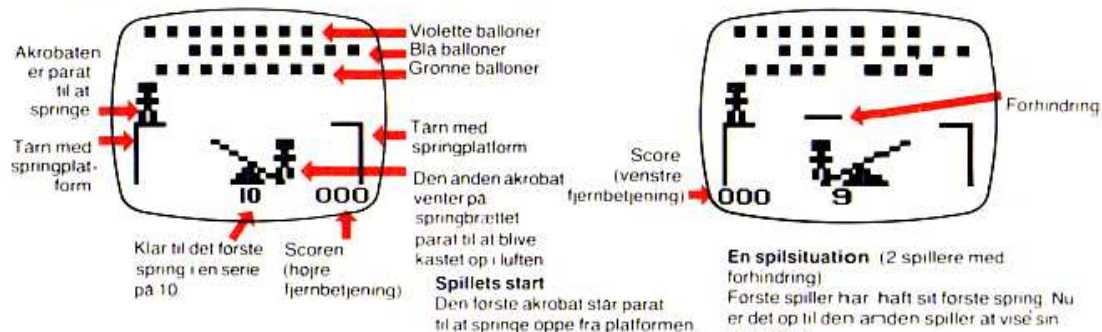 Violette balloner
Blå balloner
Grønne balloner
Akrobaten
er parat
til at
springe
Tårn med
springplat-
form
Tårn med
springplatform
Den anden akrobat
venter på
springbrættet
parat til at blive
kastet op i luften.
10
000
Klar til det første
spring i en serie
på 10.
Scoren
(højre
fjernbetjening)
Spillets start
Den første akrobat står parat
til at springe oppe fra platformen.
Forhindring
Score
(venstre
fjernbetjening)
000
9
En spilsituation (2 spillere med
forhindring)
Første spiller har haft sit første spring. Nu
er det op til den anden spiller at vise sin